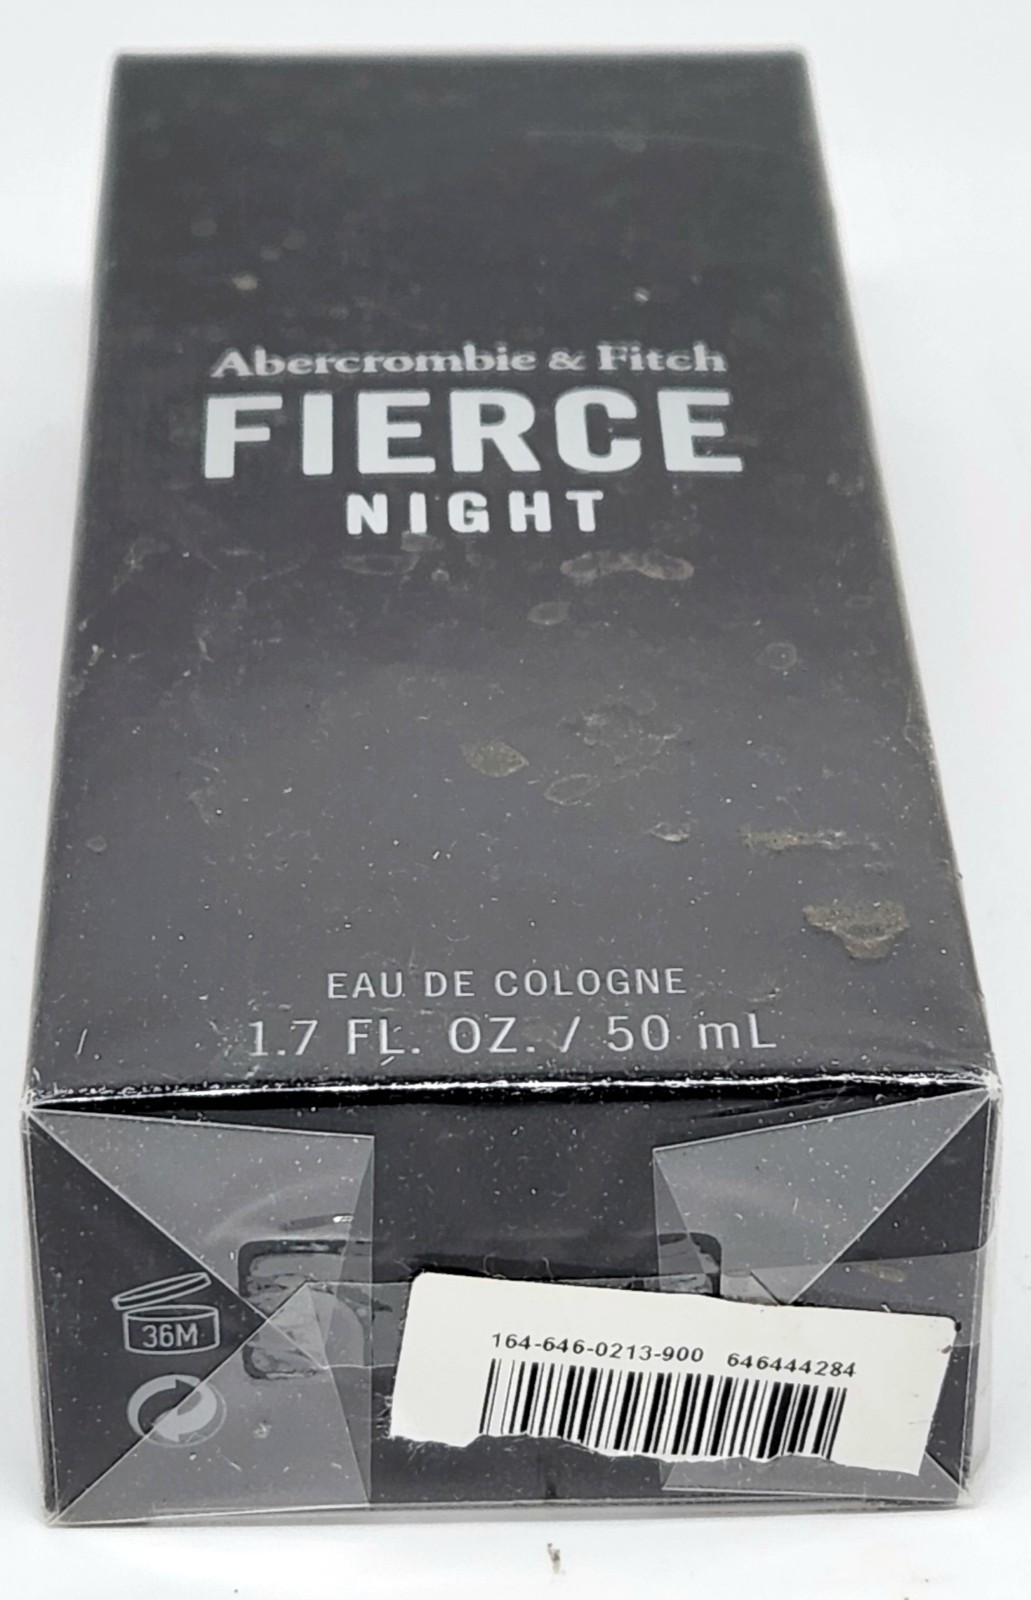 Abercrombie & Fitch
FIERCE
NIGHT
EAU DE COLOGNE
1.7 FL. OZ. / 50 mL
36M
164-646-0213-900 646444284